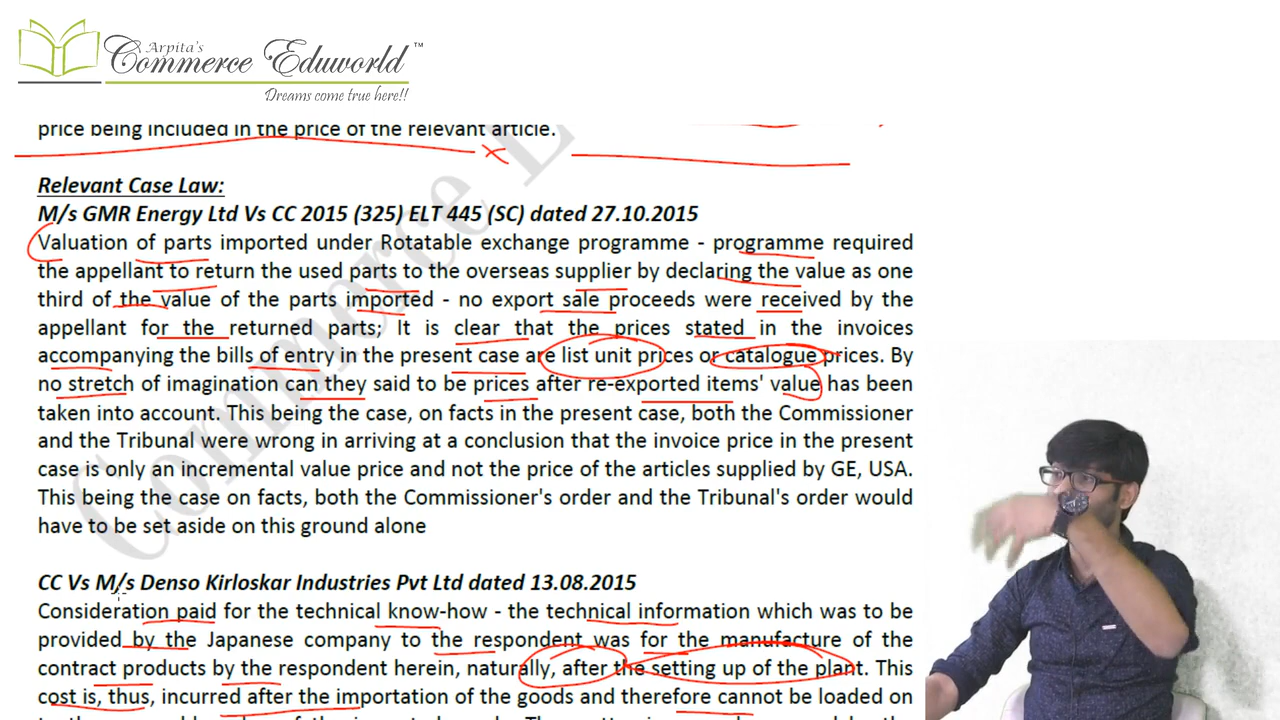 Arpita's
Commerce Eduworld™
Dreams come true here!!
price being included in the price of the relevant article.
Relevant Case Law:
M/s GMR Energy Ltd Vs CC 2015 (325) ELT 445 (SC) dated 27.10.2015
Valuation of parts imported under Rotatable exchange programme - programme required
the appellant to return the used parts to the overseas supplier by declaring the value as one
third of the value of the parts imported - no export sale proceeds were received by the
appellant for the returned parts; It is clear that the prices stated in the invoices
accompanying the bills of entry in the present case are list unit prices or catalogue prices. By
no stretch of imagination can they said to be prices after re-exported items' value has been
taken into account. This being the case, on facts in the present case, both the Commissioner
and the Tribunal were wrong in arriving at a conclusion that the invoice price in the present
case is only an incremental value price and not the price of the articles supplied by GE, USA.
This being the case on facts, both the Commissioner's order and the Tribunal's order would
have to be set aside on this ground alone
CC Vs M/s Denso Kirloskar Industries Pvt Ltd dated 13.08.2015
Consideration paid for the technical know-how - the technical information which was to be
provided by the Japanese company to the respondent was for the manufacture of the
contract products by the respondent herein, naturally, after the setting up of the plant. This
cost is, thus, incurred after the importation of the goods and therefore cannot be loaded on